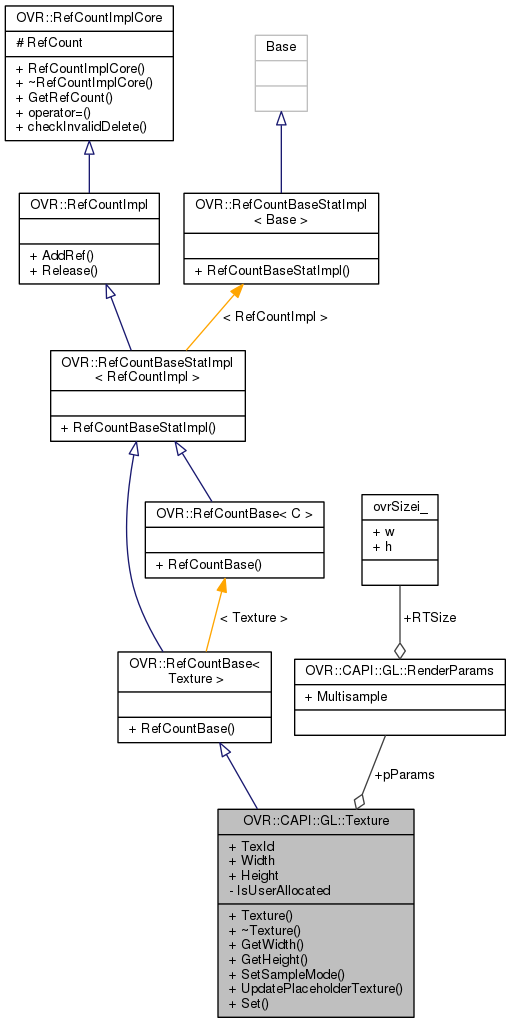 OVR::RefCountImplCore
# RefCount
+ RefCountImplCore()
+ ~RefCountImplCore()
+ GetRefCount()
+ operator=()
+ checkInvalidDelete()
Base
OVR::RefCountImpl
+ AddRef()
+ Release()
OVR::RefCountBaseStatImpl
< Base >
+ RefCountBaseStatImpl()
< RefCountImpl >
OVR::RefCountBaseStatImpl
< RefCountImpl >
+ RefCountBaseStatImpl()
OVR::RefCountBase< C >
+ RefCountBase()
ovrSizei_
+ w
+ h
< Texture >
+RTSize
OVR::RefCountBase<
Texture >
+ RefCountBase()
OVR::CAPI::GL::RenderParams
+ Multisample
+pParams
OVR::CAPI::GL::Texture
+ TexId
+ Width
+ Height
- IsUserAllocated
+ Texture()
+ ~Texture()
+ GetWidth()
+ GetHeight()
+ SetSampleMode()
+ UpdatePlaceholderTexture()
+ Set()